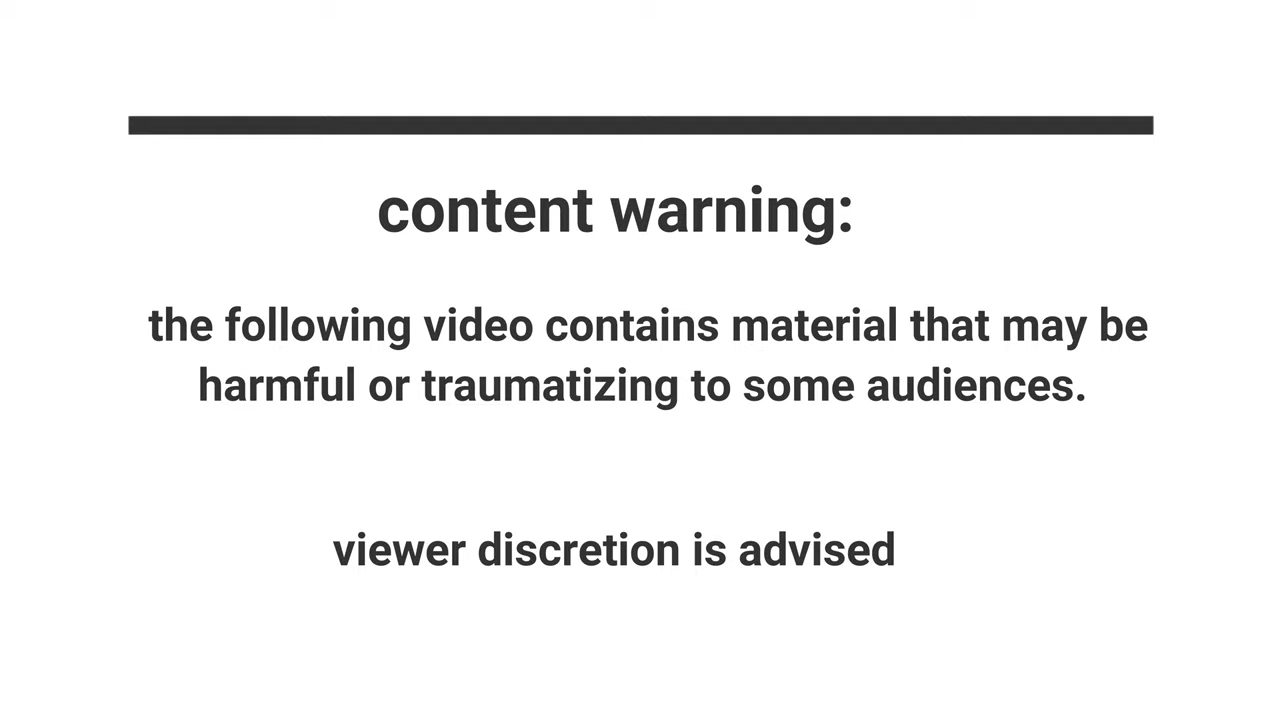 content warning:
the following video contains material that may be
harmful or traumatizing to some audiences.
viewer discretion is advised